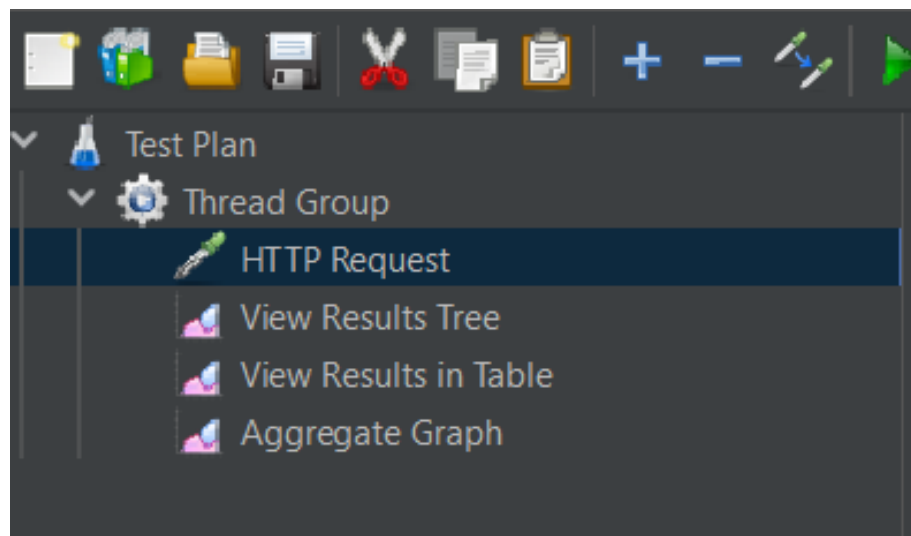 Test Plan
Thread Group
HTTP Request
View Results Tree
View Results in Table
Aggregate Graph